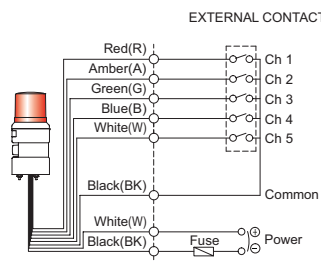 EXTERNAL CONTACT
Red(R)
Ch 1
Amber(A)
Ch 2
Green(G)
Ch 3
Blue(B)
Ch 4
White(W)
Ch 5
Black(BK)
Common
White(W)
Black(BK)
Fuse
Power